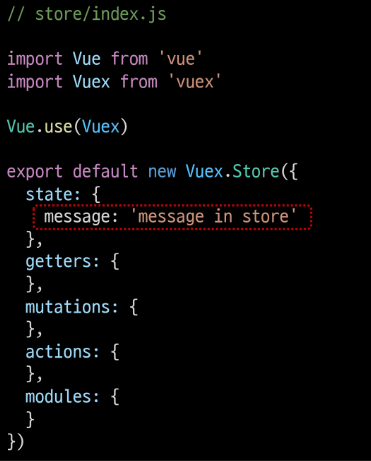 // store/index.js
import Vue from 'vue'
import Vuex from 'vuex'
Vue.use(Vuex)
export default new Vuex.Store({
state: {
message: 'message in store'
},
getters: {
},
mutations: {
},
actions: {
},
modules: {
}
})